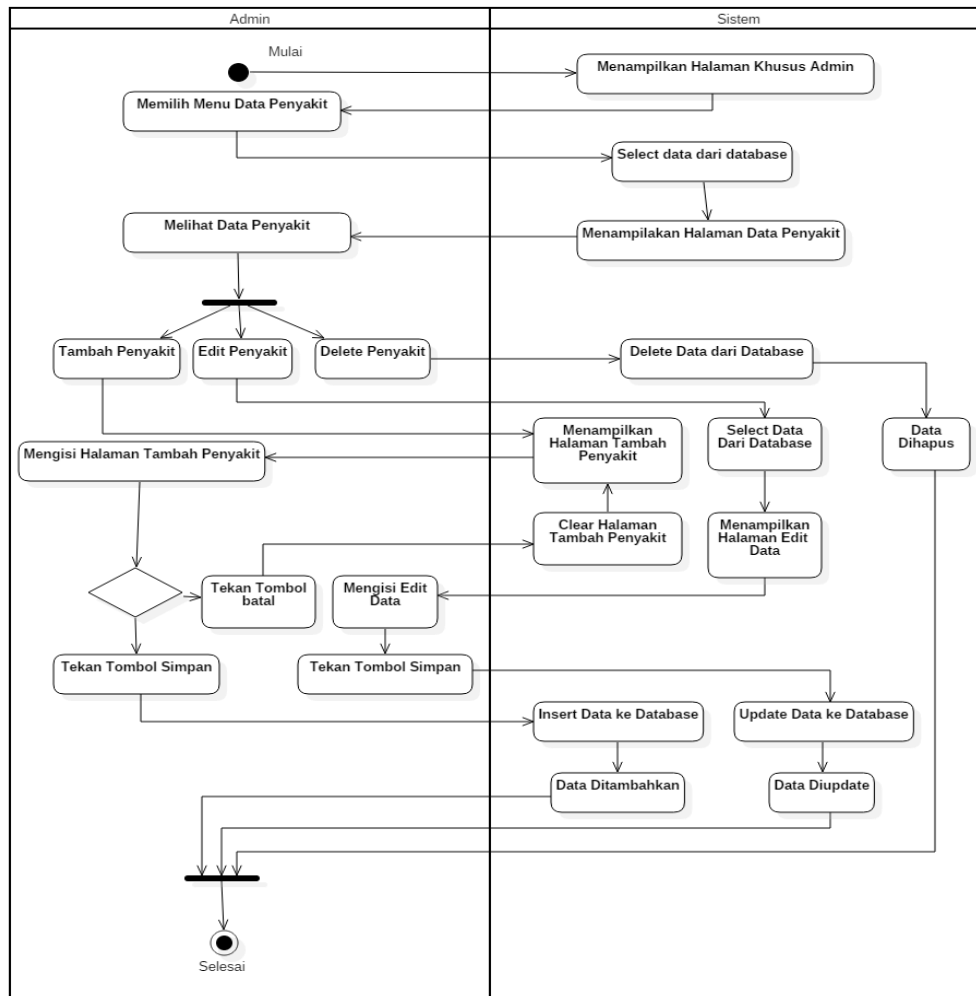 Admin
Sistem
Mulai
Menampilkan Halaman Khusus Admin
Memilih Menu Data Penyakit
Select data dari database
Melihat Data Penyakit
Menampilakan Halaman Data Penyakit
Tambah Penyakit
Edit Penyakit
Delete Penyakit
Delete Data dari Database
Menampilkan
Halaman Tambah
Penyakit
Select Data
Dari Database
Data
Dihapus
Mengisi Halaman Tambah Penyakit
Clear Halaman
Tambah Penyakit
Menampilkan
Halaman Edit
Data
Tekan Tombol
batal
Mengisi Edit
Data
Tekan Tombol Simpan
Tekan Tombol Simpan
Insert Data ke Database
Update Data ke Database
Data Ditambahkan
Data Diupdate
Selesai